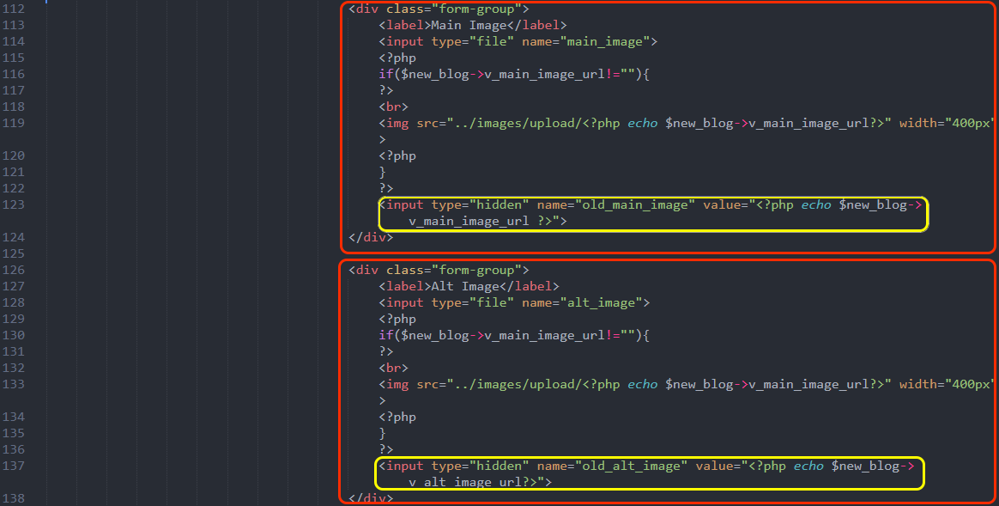 112 <div class="form-group">
113 <label>Main Image</label>
114 <input type="file" name="main_image">
115 <?php
116 if($new_blog->v_main_image_url!=""){
117 ?>
118 <br>
119 <img src="../images/upload/<?php echo $new_blog->v_main_image_url?>" width="400px"
>
120 <?php
121 }
122 ?>
123 <input type="hidden" name="old_main_image" value="<?php echo $new_blog->
v_main_image_url ?>">
124 </div>
125
126 <div class="form-group">
127 <label>Alt Image</label>
128 <input type="file" name="alt_image">
129 <?php
130 if($new_blog->v_main_image_url!=""){
131 ?>
132 <br>
133 <img src="../images/upload/<?php echo $new_blog->v_main_image_url?>" width="400px"
>
134 <?php
135 }
136 ?>
137 <input type="hidden" name="old_alt_image" value="<?php echo $new_blog->
v_alt_image_url?>">
138 </div>